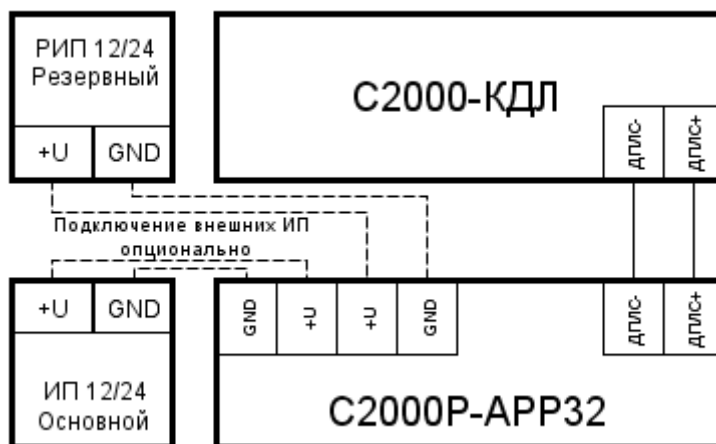 РИП 12/24
Резервный
+U GND
С2000-КДЛ
ДПЛС- ДПЛС+
Подключение внешних ИП
опционально
+U GND
ИП 12/24
Основной
GND +U +U GND
ДПЛС- ДПЛС+
С2000Р-АРР32